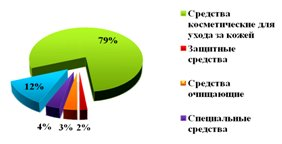 79%
12%
4%
3%
2%
Средства
косметические для
ухода за кожей
Защитные
средства
Средства
очищающие
Специальные
средства